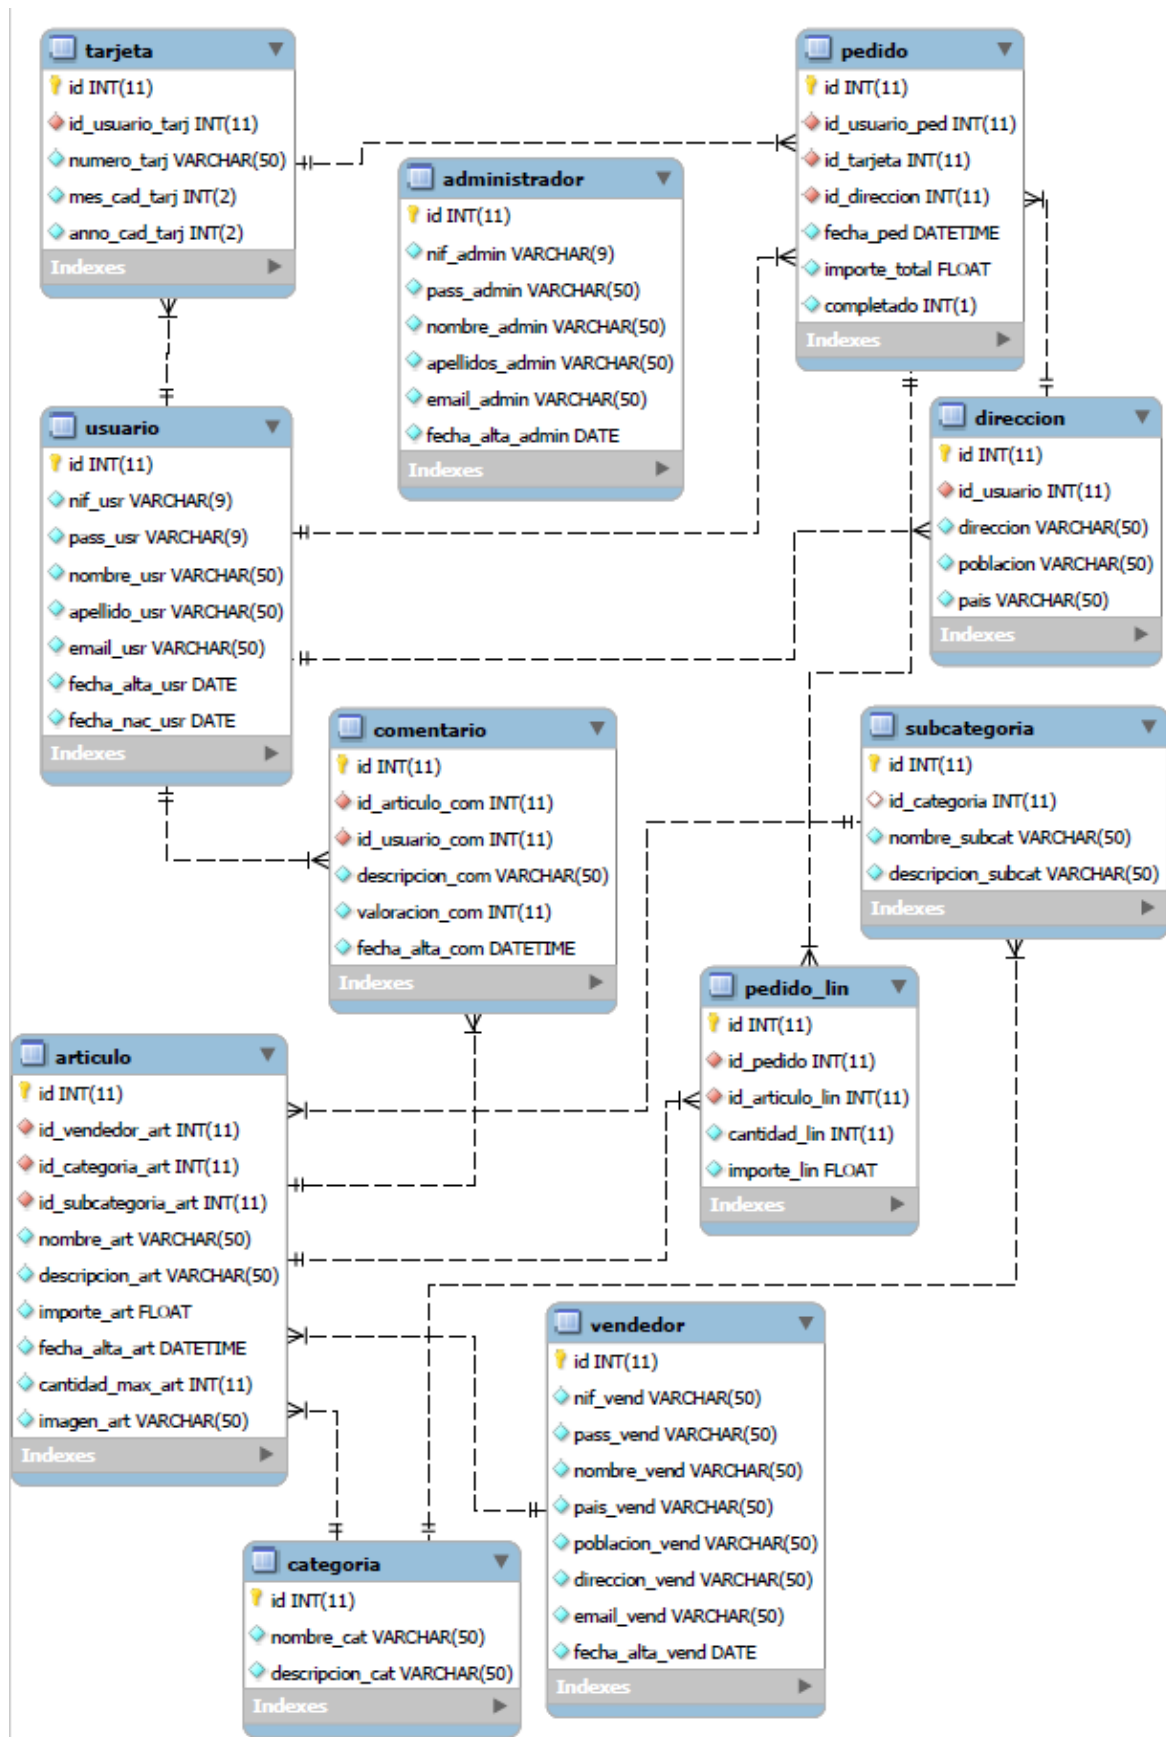 tarjeta
id INT(11)
id_usuario_tarj INT(11)
numero_tarj VARCHAR(50)
mes_cad_tarj INT(2)
anno_cad_tarj INT(2)
Indexes
pedido
id INT(11)
id_usuario_ped INT(11)
id_tarjeta INT(11)
id_direccion INT(11)
fecha_ped DATETIME
importe_total FLOAT
completado INT(1)
Indexes
administrador
id INT(11)
nif_admin VARCHAR(9)
pass_admin VARCHAR(50)
nombre_admin VARCHAR(50)
apellidos_admin VARCHAR(50)
email_admin VARCHAR(50)
fecha_alta_admin DATE
Indexes
usuario
id INT(11)
nif_usr VARCHAR(9)
pass_usr VARCHAR(9)
nombre_usr VARCHAR(50)
apellido_usr VARCHAR(50)
email_usr VARCHAR(50)
fecha_alta_usr DATE
fecha_nac_usr DATE
Indexes
direccion
id INT(11)
id_usuario INT(11)
direccion VARCHAR(50)
poblacion VARCHAR(50)
pais VARCHAR(50)
Indexes
comentario
id INT(11)
id_articulo_com INT(11)
id_usuario_com INT(11)
descripcion_com VARCHAR(50)
valoracion_com INT(11)
fecha_alta_com DATETIME
Indexes
subcategoria
id INT(11)
id_categoria INT(11)
nombre_subcat VARCHAR(50)
descripcion_subcat VARCHAR(50)
Indexes
pedido_lin
id INT(11)
id_pedido INT(11)
id_articulo_lin INT(11)
cantidad_lin INT(11)
importe_lin FLOAT
Indexes
articulo
id INT(11)
id_vendedor_art INT(11)
id_categoria_art INT(11)
id_subcategoria_art INT(11)
nombre_art VARCHAR(50)
descripcion_art VARCHAR(50)
importe_art FLOAT
fecha_alta_art DATETIME
cantidad_max_art INT(11)
imagen_art VARCHAR(50)
Indexes
vendedor
id INT(11)
nif_vend VARCHAR(50)
pass_vend VARCHAR(50)
nombre_vend VARCHAR(50)
pais_vend VARCHAR(50)
poblacion_vend VARCHAR(50)
direccion_vend VARCHAR(50)
email_vend VARCHAR(50)
fecha_alta_vend DATE
Indexes
categoria
id INT(11)
nombre_cat VARCHAR(50)
descripcion_cat VARCHAR(50)
Indexes